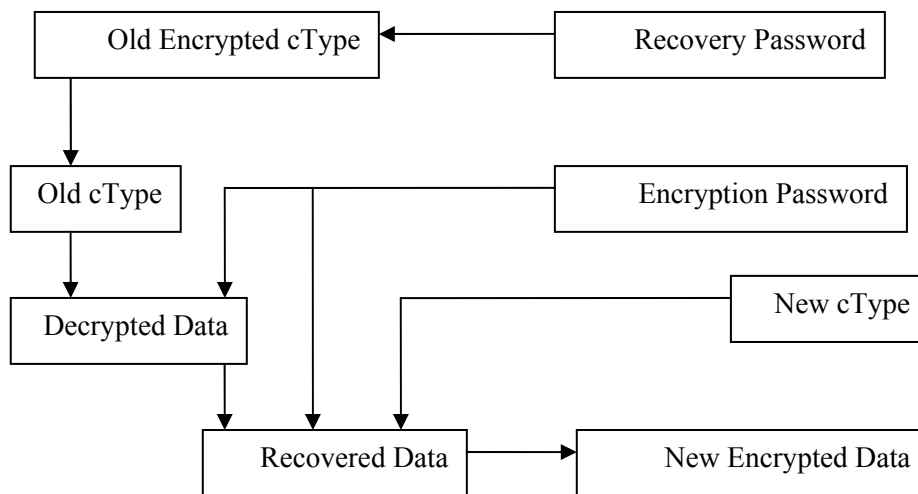 Old Encrypted cType
Recovery Password
Old cType
Encryption Password
New cType
Decrypted Data
Recovered Data
New Encrypted Data